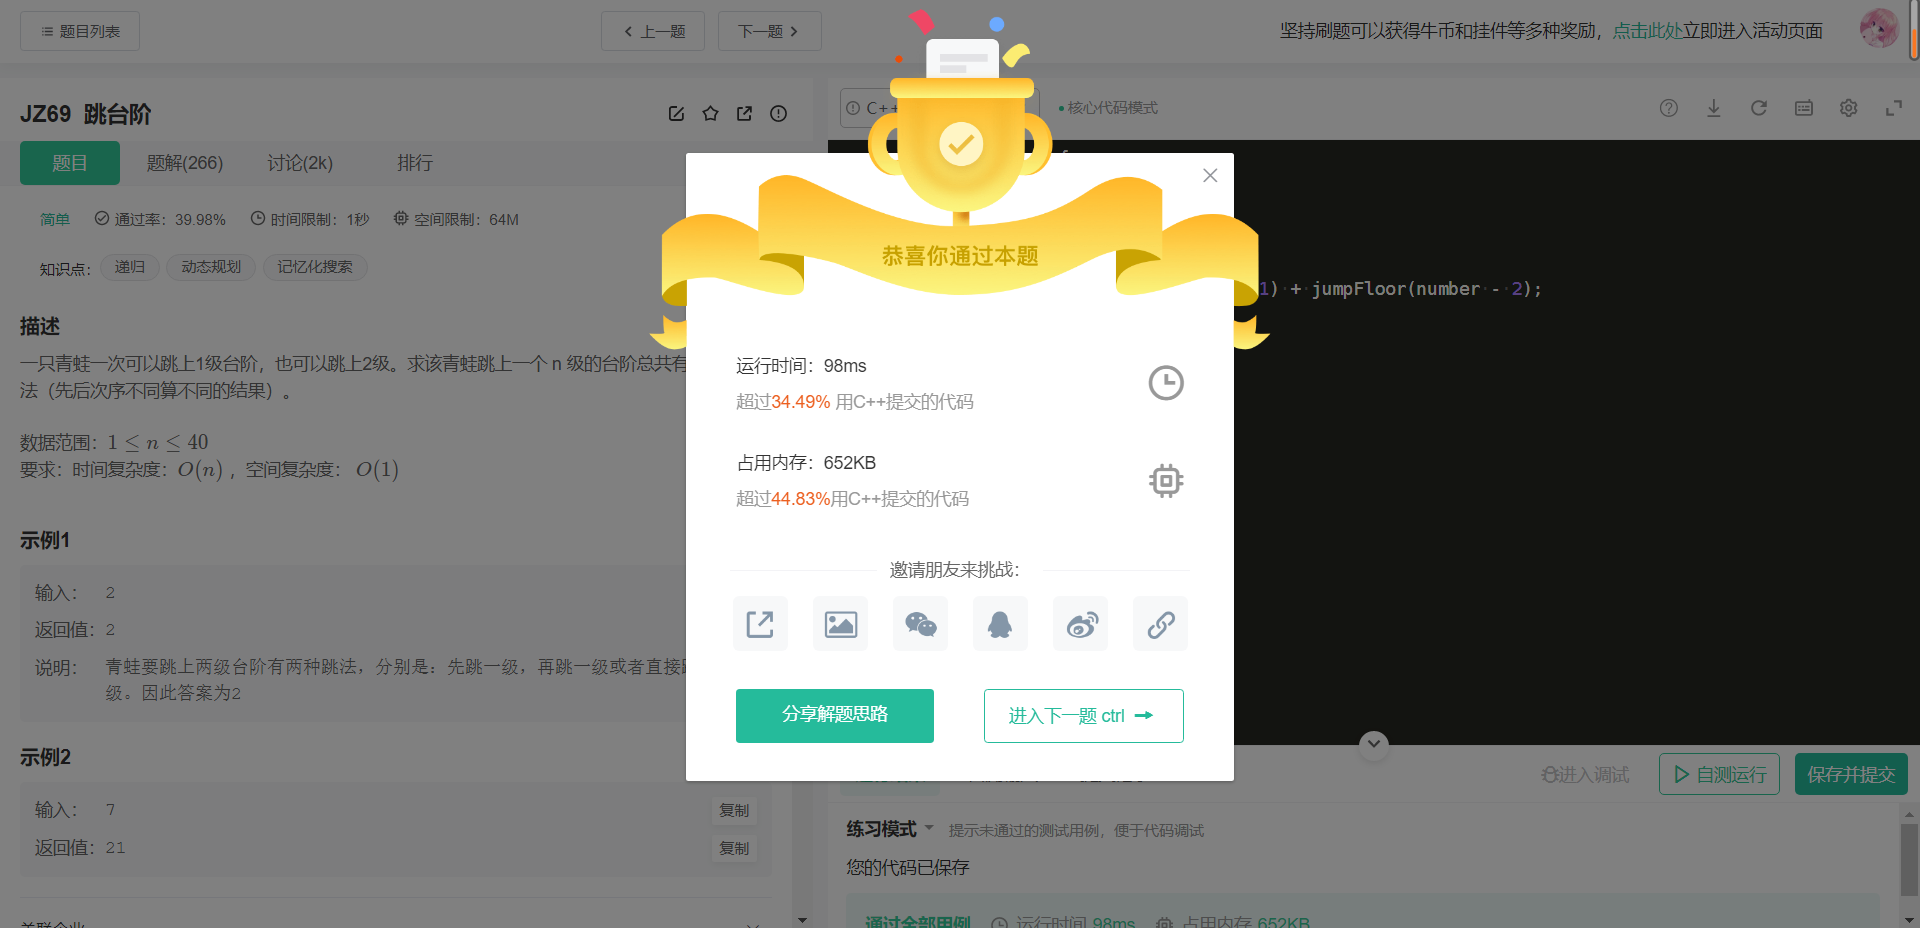 题目列表
上一题
下一题
坚持刷题可以获得牛币和挂件等多种奖励，点击此处立即进入活动页面
JZ69 跳台阶
题目
题解(266)
讨论(2k)
排行
简单
通过率：39.98%
时间限制：1秒
空间限制：64M
知识点：
递归
动态规划
记忆化搜索
描述
一只青蛙一次可以跳上1级台阶，也可以跳上2级。求该青蛙跳上一个 n 级的台阶总共有
法（先后次序不同算不同的结果）。
数据范围：1 ≤ n ≤ 40
要求：时间复杂度：O(n) ，空间复杂度： O(1)
示例1
输入： 2
返回值：2
说明： 青蛙要跳上两级台阶有两种跳法，分别是：先跳一级，再跳一级或者直接
级。因此答案为2
示例2
输入： 7
复制
返回值：21
复制
C++
核心代码模式
1) + jumpFloor(number - 2);
恭喜你通过本题
运行时间：98ms
超过34.49% 用C++提交的代码
占用内存：652KB
超过44.83%用C++提交的代码
邀请朋友来挑战：
分享解题思路
进入下一题 ctrl
进入调试
自测运行
保存并提交
练习模式
提示未通过的测试用例，便于代码调试
您的代码已保存
通过全部用例
运行时间 98ms
占用内存 652KB